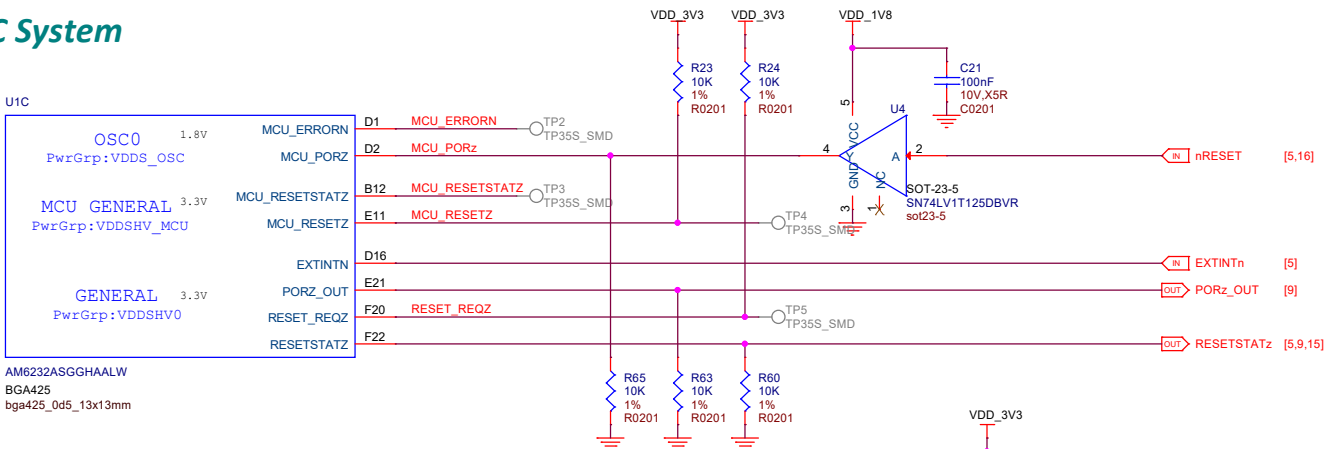 C System
VDD_3V3
VDD_3V3
VDD_1V8
R23
10K
1%
R0201
R24
10K
1%
R0201
C21
100nF
10V,X5R
C0201
U1C
OSC0 1.8V
PwrGrp:VDDS_OSC
MCU GENERAL 3.3V
PwrGrp:VDDSHV_MCU
GENERAL 3.3V
PwrGrp:VDDSHV0
MCU_ERRORN D1 MCU_ERRORN TP2
TP35S_SMD
MCU_PORZ D2 MCU_PORz
MCU_RESETSTATZ B12 MCU_RESETSTATZ TP3
TP35S_SMD
MCU_RESETZ E11 MCU_RESETZ TP4
TP35S_SMD
EXTINTN D16
PORZ_OUT E21
RESET_REQZ F20 RESET_REQZ TP5
TP35S_SMD
RESETSTATZ F22
U4
5
VCC
4
Y
A
2
GND
NC
3
1
SOT-23-5
SN74LV1T125DBVR
sot23-5
IN nRESET [5,16]
IN EXTINTn [5]
OUT PORz_OUT [9]
OUT RESETSTATz [5,9,15]
AM6232ASGGHAALW
BGA425
bga425_0d5_13x13mm
R65
10K
1%
R0201
R63
10K
1%
R0201
R60
10K
1%
R0201
VDD_3V3